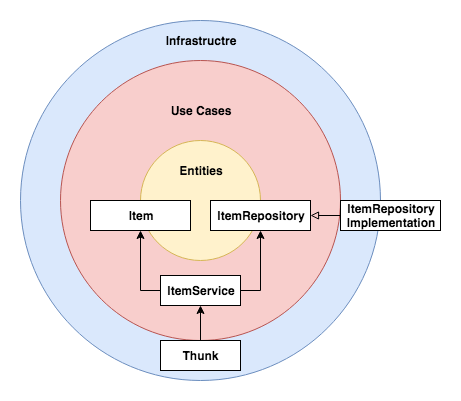 Infrastructre
Use Cases
Entities
Item
ItemRepository
ItemRepository
Implementation
ItemService
Thunk